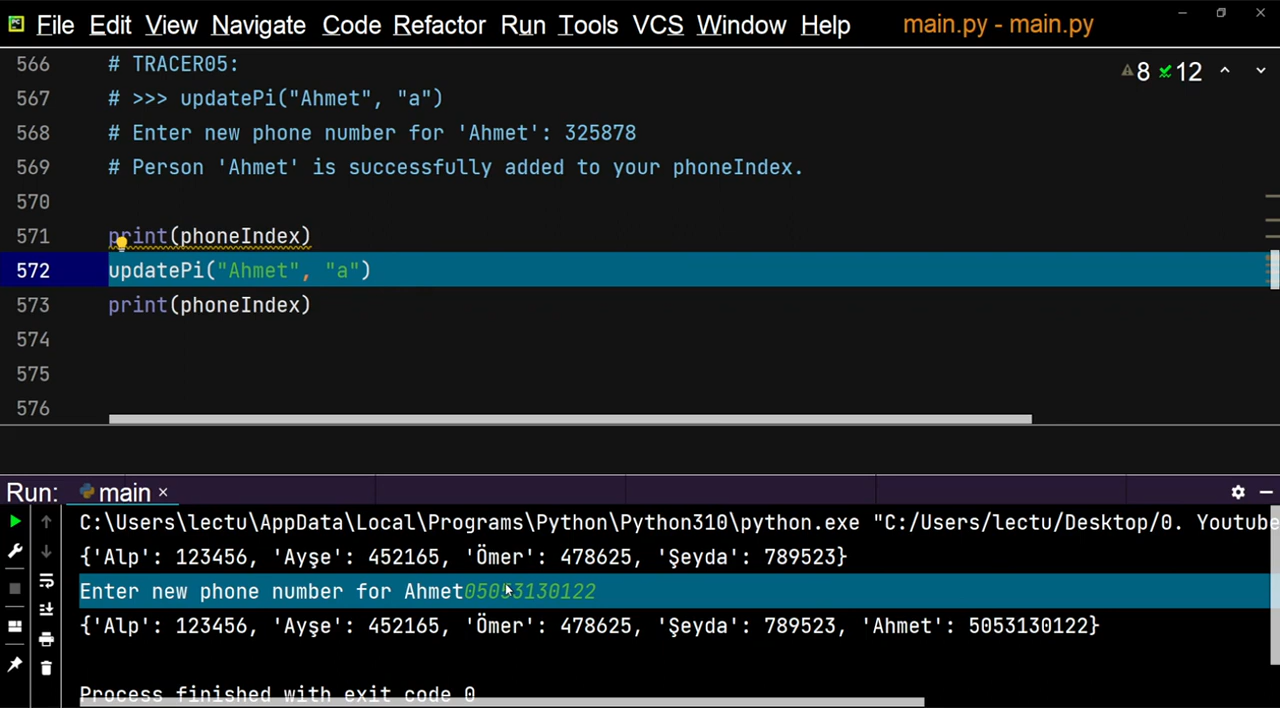 File Edit View Navigate Code Refactor Run Tools VCS Window Help main.py - main.py
566 # TRACER05:
8 12
567 # >>> updatePi("Ahmet", "a")
568 # Enter new phone number for 'Ahmet': 325878
569 # Person 'Ahmet' is successfully added to your phoneIndex.
570
571 print(phoneIndex)
572 updatePi("Ahmet", "a")
573 print(phoneIndex)
574
575
576
Run: main ×
C:\Users\lectu\AppData\Local\Programs\Python\Python310\python.exe "C:/Users/lectu/Desktop/0. Youtube
{'Alp': 123456, 'Ayşe': 452165, 'Ömer': 478625, 'Şeyda': 789523}
Enter new phone number for Ahmet05053130122
{'Alp': 123456, 'Ayşe': 452165, 'Ömer': 478625, 'Şeyda': 789523, 'Ahmet': 5053130122}
Process finished with exit code 0